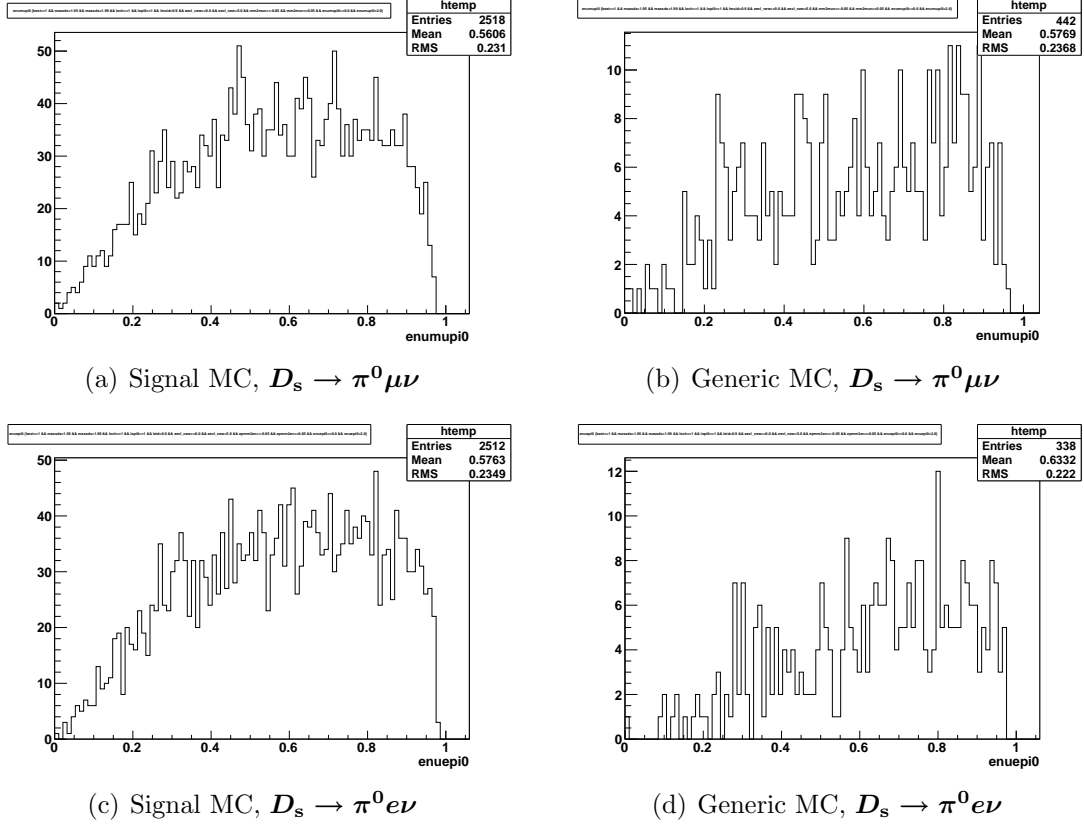 htemp
Entries 2518
Mean 0.5606
RMS 0.231
50
40
30
20
10
0
0 0.2 0.4 0.6 0.8 1
enumupi0
(a) Signal MC, Dₛ → π⁰μν
htemp
Entries 442
Mean 0.5769
RMS 0.2368
10
8
6
4
2
0
0 0.2 0.4 0.6 0.8 1
enumupi0
(b) Generic MC, Dₛ → π⁰μν
htemp
Entries 2512
Mean 0.5763
RMS 0.2349
50
40
30
20
10
0
0 0.2 0.4 0.6 0.8 1
enuepi0
(c) Signal MC, Dₛ → π⁰eν
htemp
Entries 338
Mean 0.6332
RMS 0.222
12
10
8
6
4
2
0
0 0.2 0.4 0.6 0.8 1
enuepi0
(d) Generic MC, Dₛ → π⁰eν